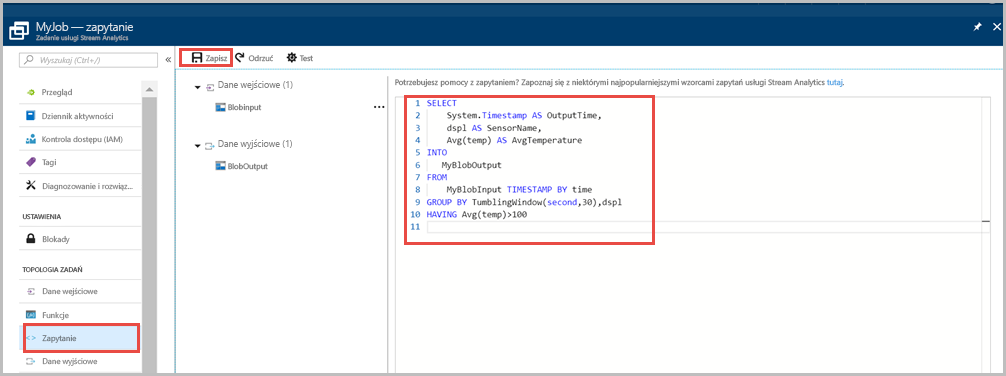 MyJob — zapytanie
Zadanie usługi Stream Analytics
Wyszukaj (Ctrl+/)
«
Przegląd
Dziennik aktywności
Kontrola dostępu (IAM)
Tagi
Diagnozowanie i rozwiąz...
USTAWIENIA
Blokady
TOPOLOGIA ZADAŃ
Dane wejściowe
Funkcje
<> Zapytanie
Dane wyjściowe
Zapisz Odrzuć Test
Dane wejściowe (1)
Blobinput ...
Dane wyjściowe (1)
BlobOutput
Potrzebujesz pomocy z zapytaniem? Zapoznaj się z niektórymi najpopularniejszymi wzorcami zapytań usługi Stream Analytics tutaj.
1 SELECT
2 System.Timestamp AS OutputTime,
3 dspl AS SensorName,
4 Avg(temp) AS AvgTemperature
5 INTO
6 MyBlobOutput
7 FROM
8 MyBlobInput TIMESTAMP BY time
9 GROUP BY TumblingWindow(second,30),dspl
10 HAVING Avg(temp)>100
11